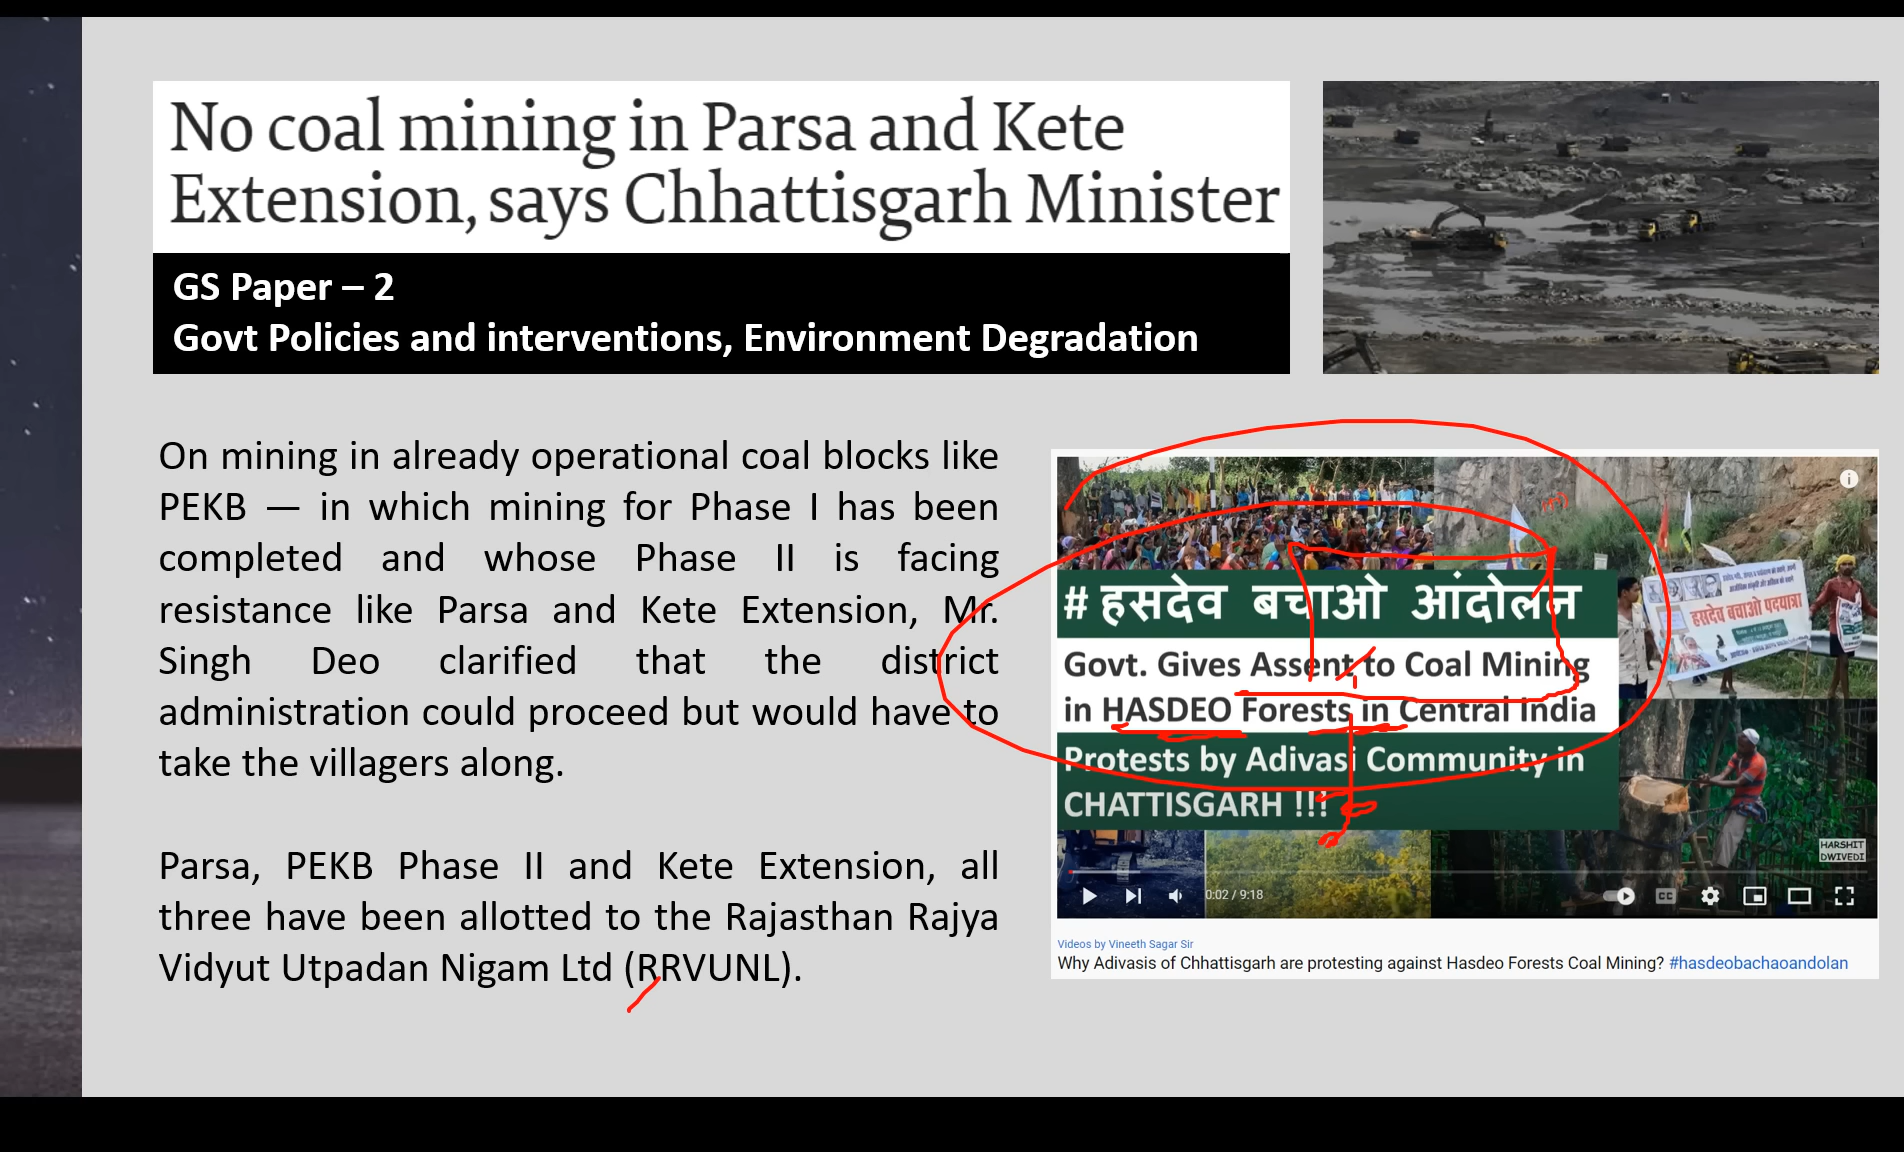 No coal mining in Parsa and Kete
Extension, says Chhattisgarh Minister
GS Paper – 2
Govt Policies and interventions, Environment Degradation
On mining in already operational coal blocks like
PEKB — in which mining for Phase I has been
completed and whose Phase II is facing
resistance like Parsa and Kete Extension, Mr.
Singh Deo clarified that the district
administration could proceed but would have to
take the villagers along.
Parsa, PEKB Phase II and Kete Extension, all
three have been allotted to the Rajasthan Rajya
Vidyut Utpadan Nigam Ltd (RRVUNL).
# हसदेव बचाओ आंदोलन
Govt. Gives Assent to Coal Mining
in HASDEO Forests in Central India
Protests by Adivasi Community in
CHATTISGARH !!!
हसदेव बचाओ पदयात्रा
HARSHIT
DWIVEDI
0:02 / 9:18
CC
Videos by Vineeth Sagar Sir
Why Adivasis of Chhattisgarh are protesting against Hasdeo Forests Coal Mining? #hasdeobachaoandolan